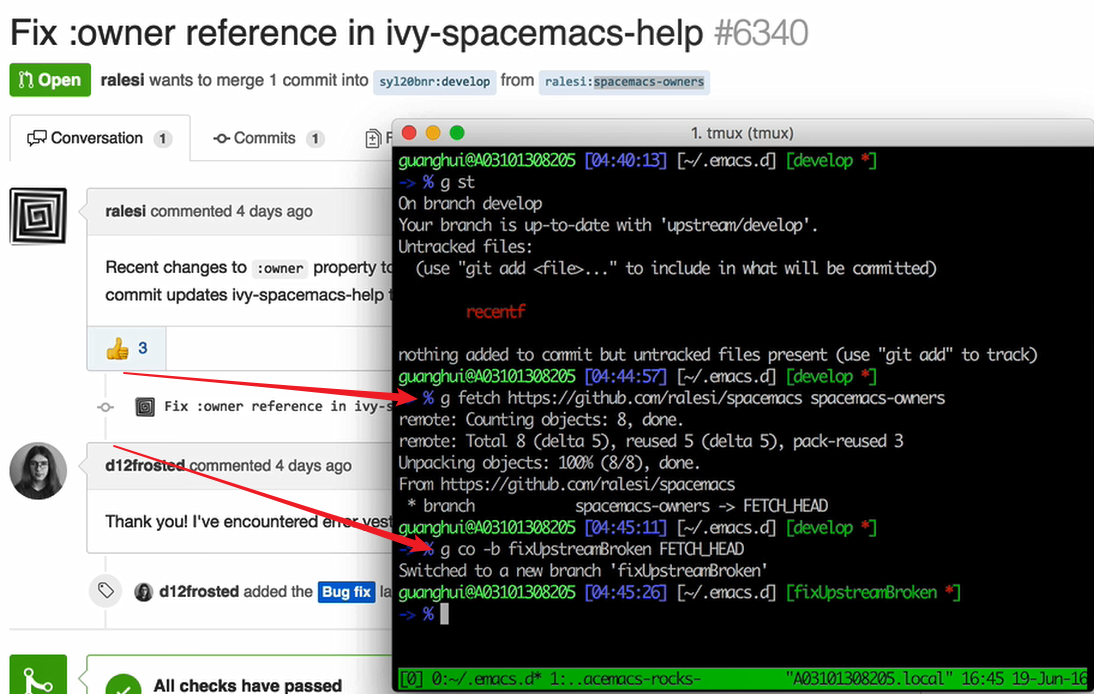 Fix :owner reference in ivy-spacemacs-help #6340
Open ralesi wants to merge 1 commit into syl20bnr:develop from ralesi:spacemacs-owners
Conversation 1 Commits 1
ralesi commented 4 days ago
Recent changes to :owner property to
commit updates ivy-spacemacs-help
3
Fix :owner reference in ivy-s
d12frosted commented 4 days ago
Thank you! I've encountered error
d12frosted added the Bug fix la
All checks have passed
1. tmux (tmux)
guanghui@A03101308205 [04:40:13] [~/.emacs.d] [develop *]
-> % g st
On branch develop
Your branch is up-to-date with 'upstream/develop'.
Untracked files:
(use "git add <file>..." to include in what will be committed)
recentf
nothing added to commit but untracked files present (use "git add" to track)
guanghui@A03101308205 [04:44:57] [~/.emacs.d] [develop *]
% g fetch https://github.com/ralesi/spacemacs spacemacs-owners
remote: Counting objects: 8, done.
remote: Total 8 (delta 5), reused 5 (delta 5), pack-reused 3
Unpacking objects: 100% (8/8), done.
From https://github.com/ralesi/spacemacs
* branch spacemacs-owners -> FETCH_HEAD
guanghui@A03101308205 [04:45:11] [~/.emacs.d] [develop *]
-> % g co -b fixUpstreamBroken FETCH_HEAD
Switched to a new branch 'fixUpstreamBroken'
guanghui@A03101308205 [04:45:26] [~/.emacs.d] [fixUpstreamBroken *]
-> %
[0] 0:~/.emacs.d* 1:..acemacs-rocks- "A03101308205.local" 16:45 19-Jun-16